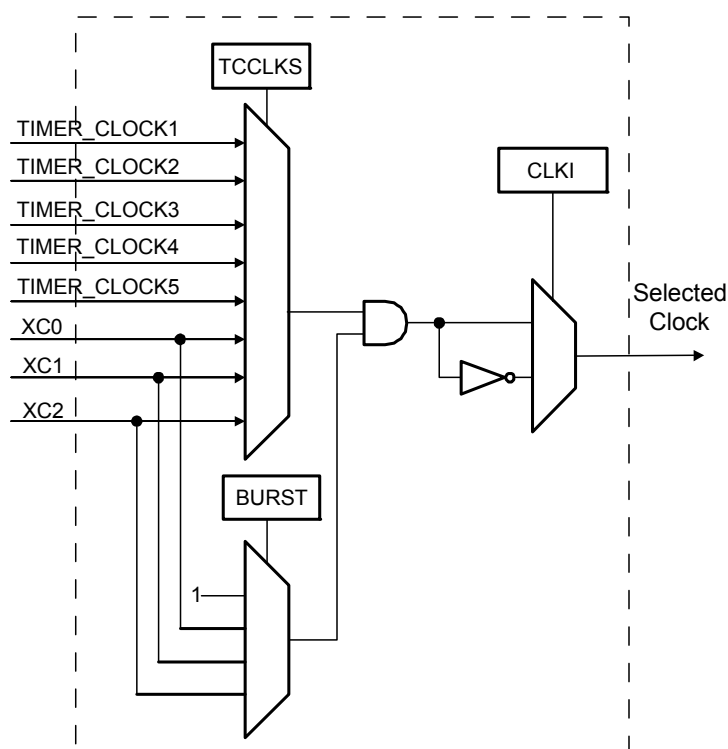 TCCLKS
TIMER_CLOCK1
TIMER_CLOCK2
CLKI
TIMER_CLOCK3
TIMER_CLOCK4
TIMER_CLOCK5
Selected
Clock
XC0
XC1
XC2
BURST
1